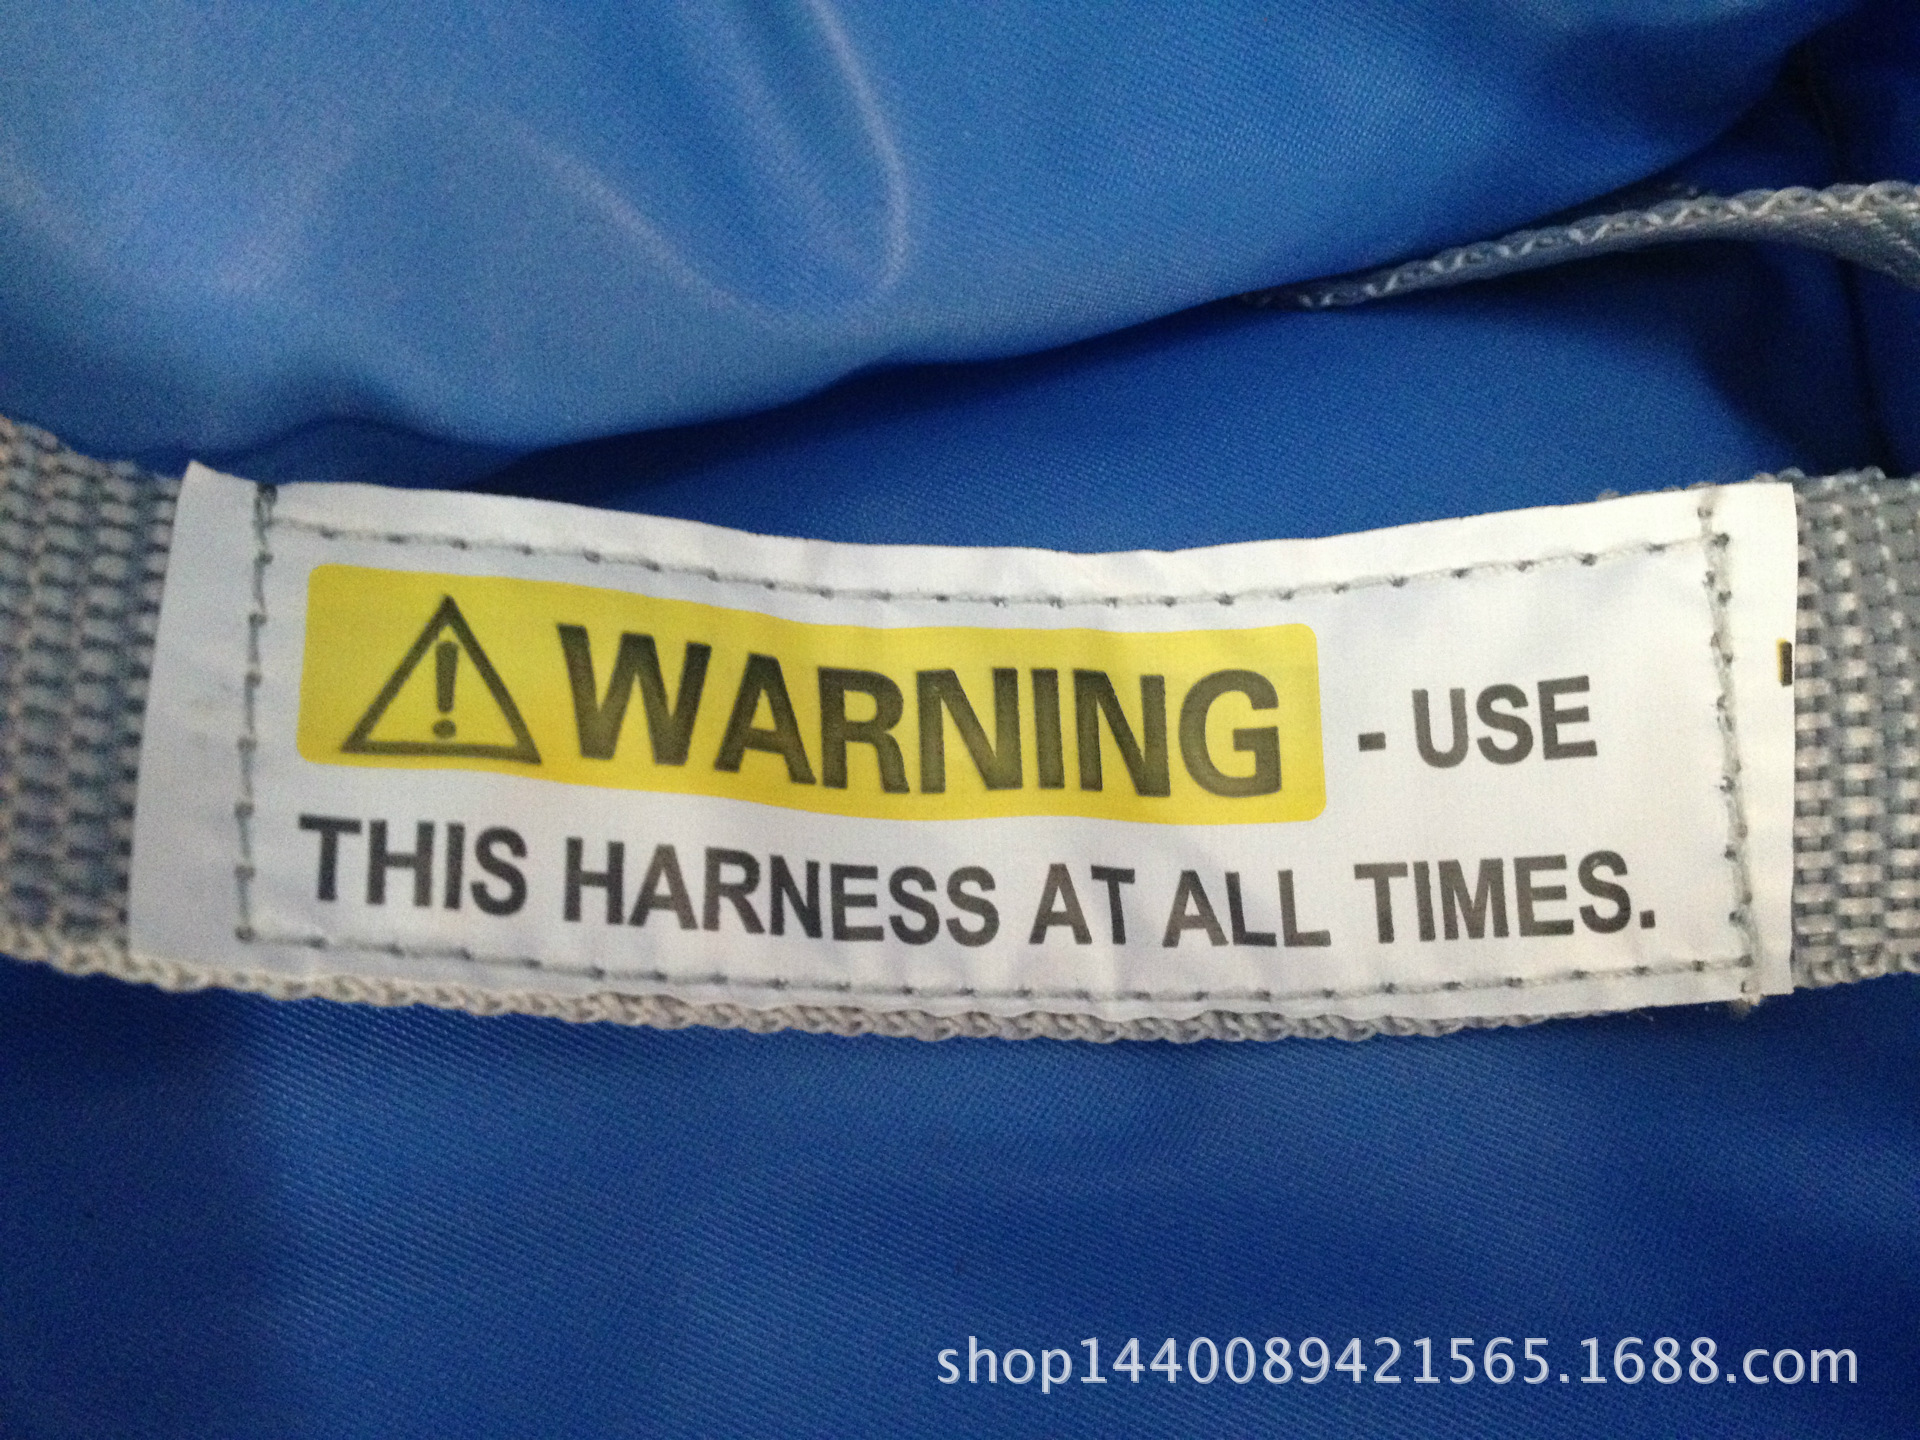 ⚠WARNING - USE
THIS HARNESS AT ALL TIMES.
shop1440089421565.1688.com